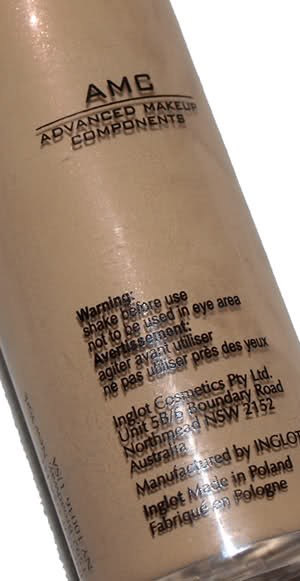 AMC
ADVANCED MAKEUP
COMPONENTS
Warning:
shake before use
not to be used in eye area
Avertissement:
agiter avant utiliser
ne pas utiliser près des yeux
Inglot Cosmetics Pty Ltd.
Unit 5B/6 Boundary Road
Northmead NSW 2152
Australia
Manufactured by INGLOT
Inglot Made in Poland
Fabriqué en Pologne
NY 10016